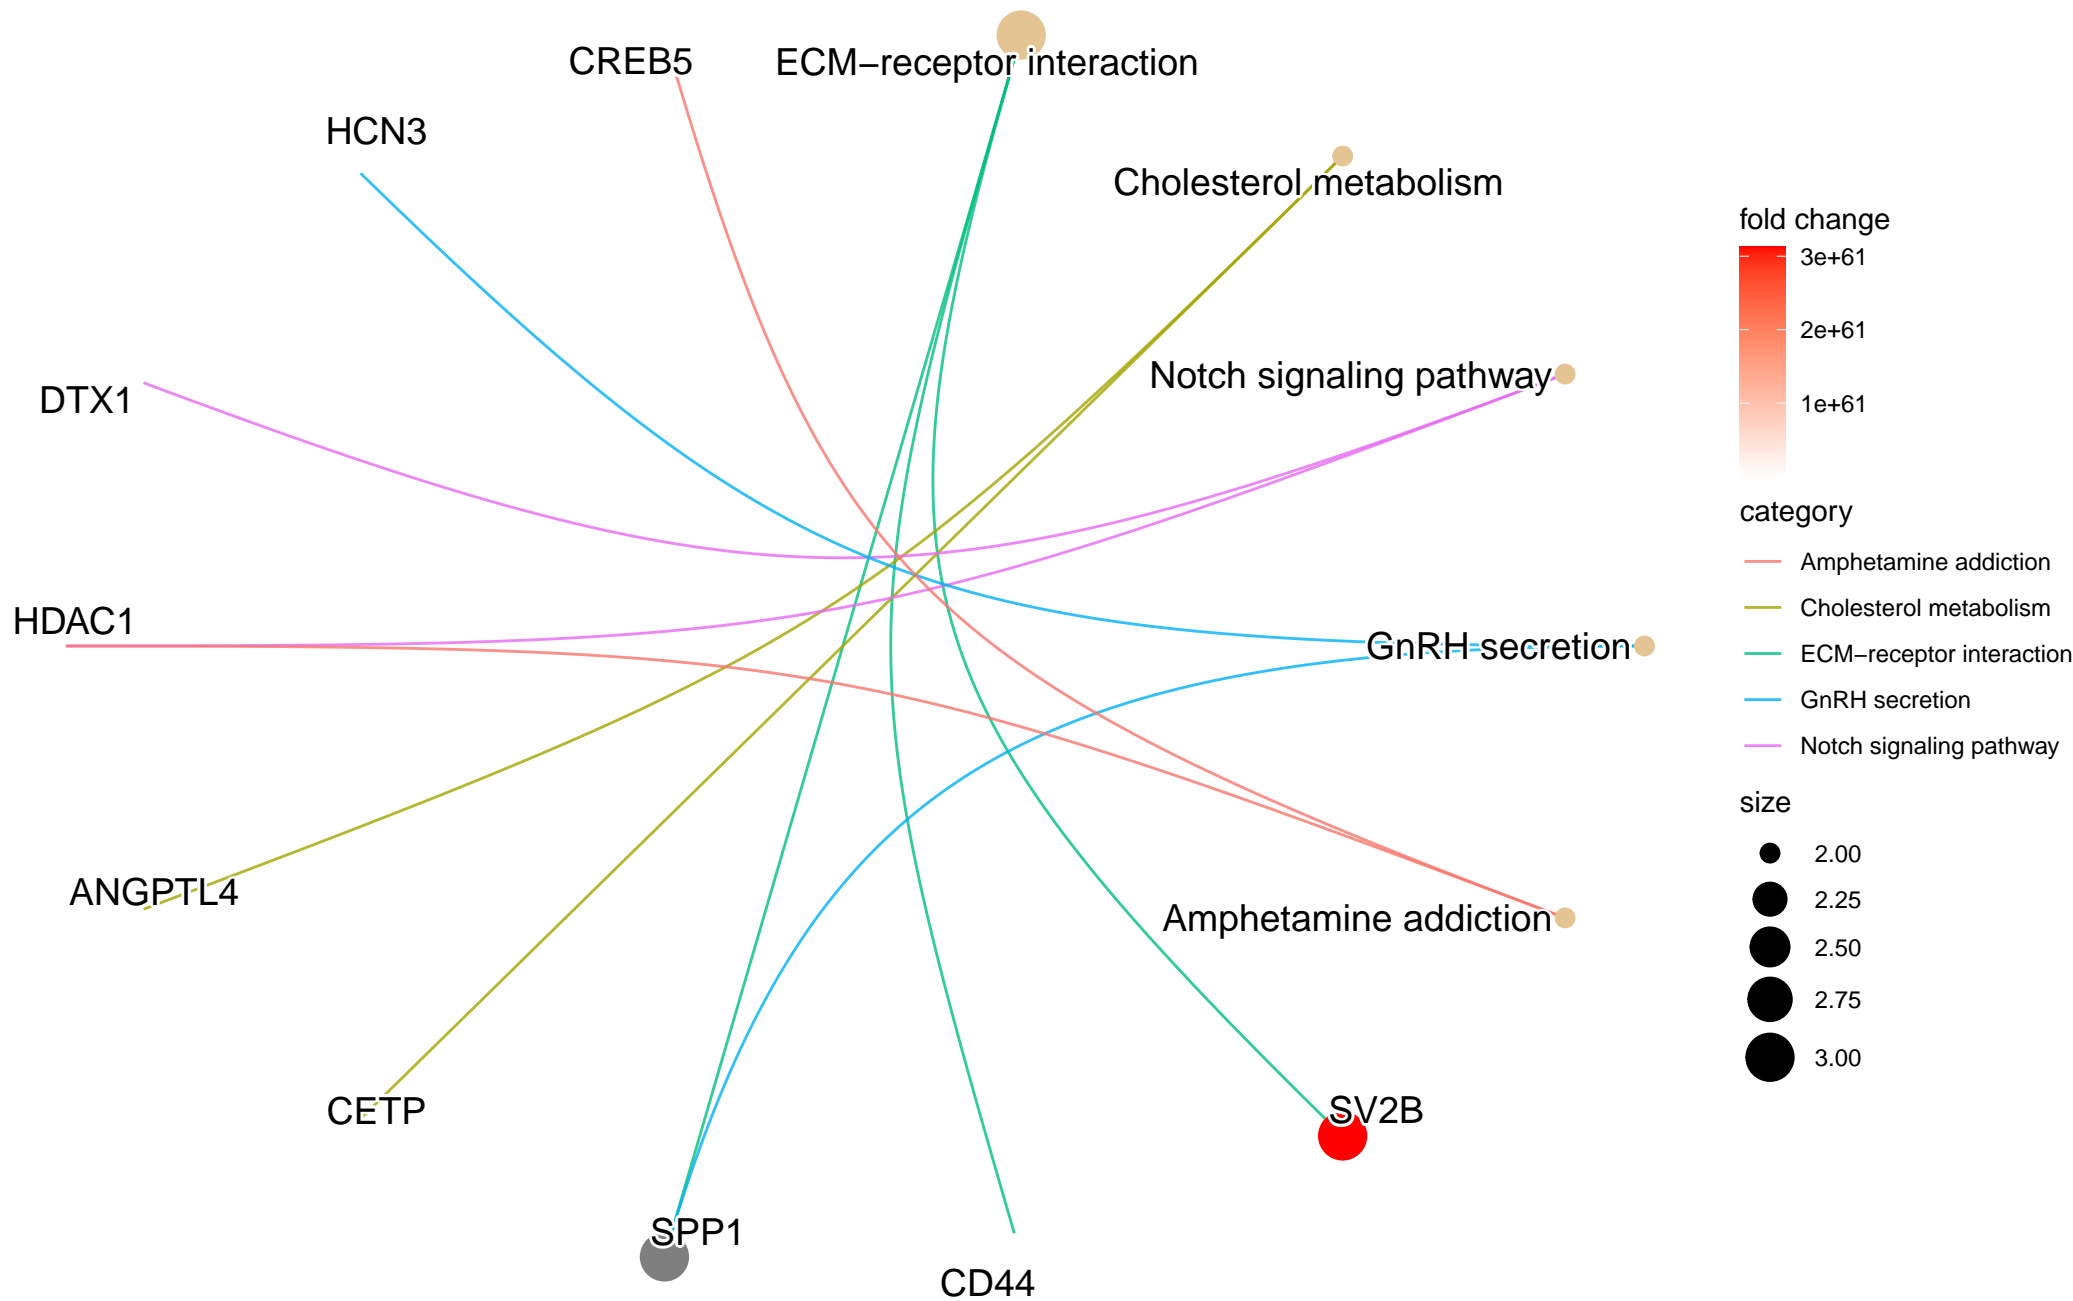 CREB5
ECM−receptor interaction
HCN3
Cholesterol metabolism
Notch signaling pathway
DTX1
HDAC1
GnRH secretion
ANGPTL4
Amphetamine addiction
CETP
SV2B
SPP1
CD44
fold change
3e+61
2e+61
1e+61
category
Amphetamine addiction
Cholesterol metabolism
ECM−receptor interaction
GnRH secretion
Notch signaling pathway
size
2.00
2.25
2.50
2.75
3.00